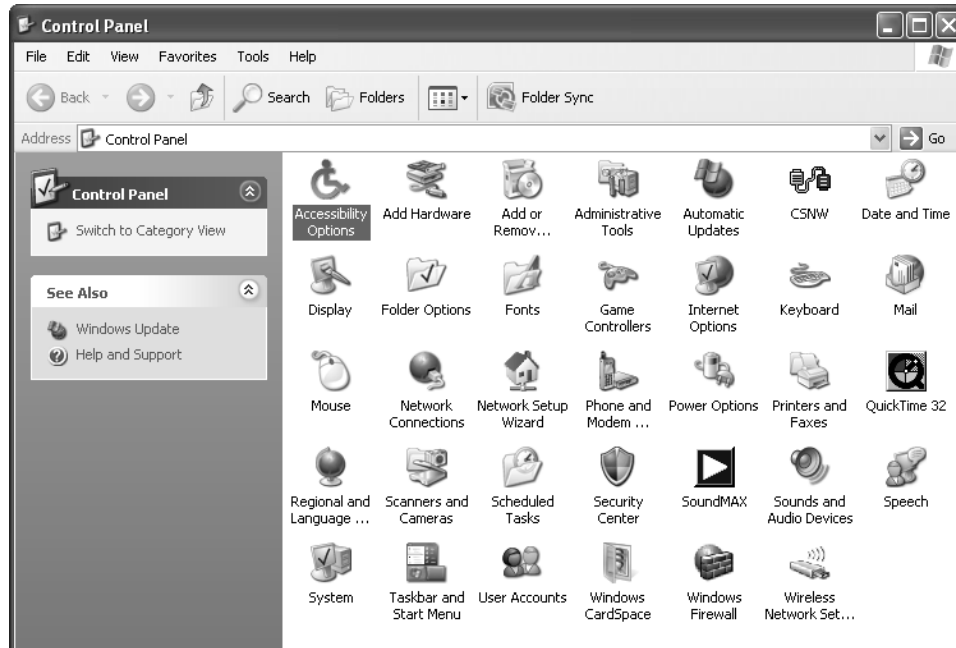 Control Panel
File Edit View Favorites Tools Help
Back Search Folders Folder Sync
Address Control Panel Go
Control Panel
Switch to Category View
See Also
Windows Update
Help and Support
Accessibility Options
Add Hardware
Add or Remov...
Administrative Tools
Automatic Updates
CSNW
Date and Time
Display
Folder Options
Fonts
Game Controllers
Internet Options
Keyboard
Mail
Mouse
Network Connections
Network Setup Wizard
Phone and Modem ...
Power Options
Printers and Faxes
QuickTime 32
Regional and Language ...
Scanners and Cameras
Scheduled Tasks
Security Center
SoundMAX
Sounds and Audio Devices
Speech
System
Taskbar and Start Menu
User Accounts
Windows CardSpace
Windows Firewall
Wireless Network Set...